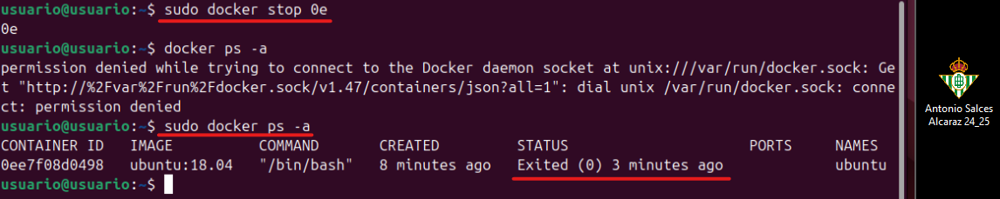 usuario@usuario:~$ sudo docker stop 0e
0e
usuario@usuario:~$ docker ps -a
permission denied while trying to connect to the Docker daemon socket at unix:///var/run/docker.sock: Ge
t "http://%2Fvar%2Frun%2Fdocker.sock/v1.47/containers/json?all=1": dial unix /var/run/docker.sock: conne
ct: permission denied
usuario@usuario:~$ sudo docker ps -a
CONTAINER ID   IMAGE          COMMAND       CREATED         STATUS                     PORTS     NAMES
0ee7f08d0498   ubuntu:18.04   "/bin/bash"   8 minutes ago   Exited (0) 3 minutes ago             ubuntu
usuario@usuario:~$
Antonio Salces
Alcaraz 24_25